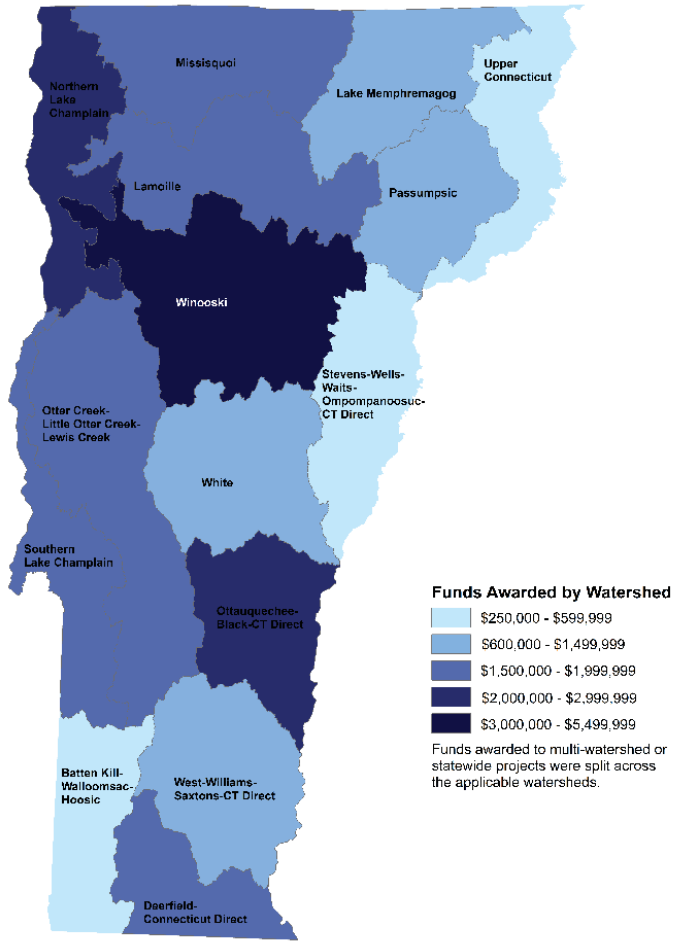 Missisquoi
Upper
Connecticut
Northern
Lake
Champlain
Lake Memphremagog
Lamoille
Passumpsic
Winooski
Stevens-Wells-
Waits-
Ompompanoosuc-
CT Direct
Otter Creek-
Little Otter Creek-
Lewis Creek
White
Southern
Lake Champlain
Ottauquechee-
Black-CT Direct
Funds Awarded by Watershed
$250,000 - $599,999
$600,000 - $1,499,999
$1,500,000 - $1,999,999
$2,000,000 - $2,999.999
$3,000,000 - $5,499,999
Funds awarded to multi-watershed or
statewide projects were split across
the applicable watersheds.
Batten Kill-
Walloomsac-
Hoosic
West-Williams-
Saxtons-CT Direct
Deerfield-
Connecticut Direct